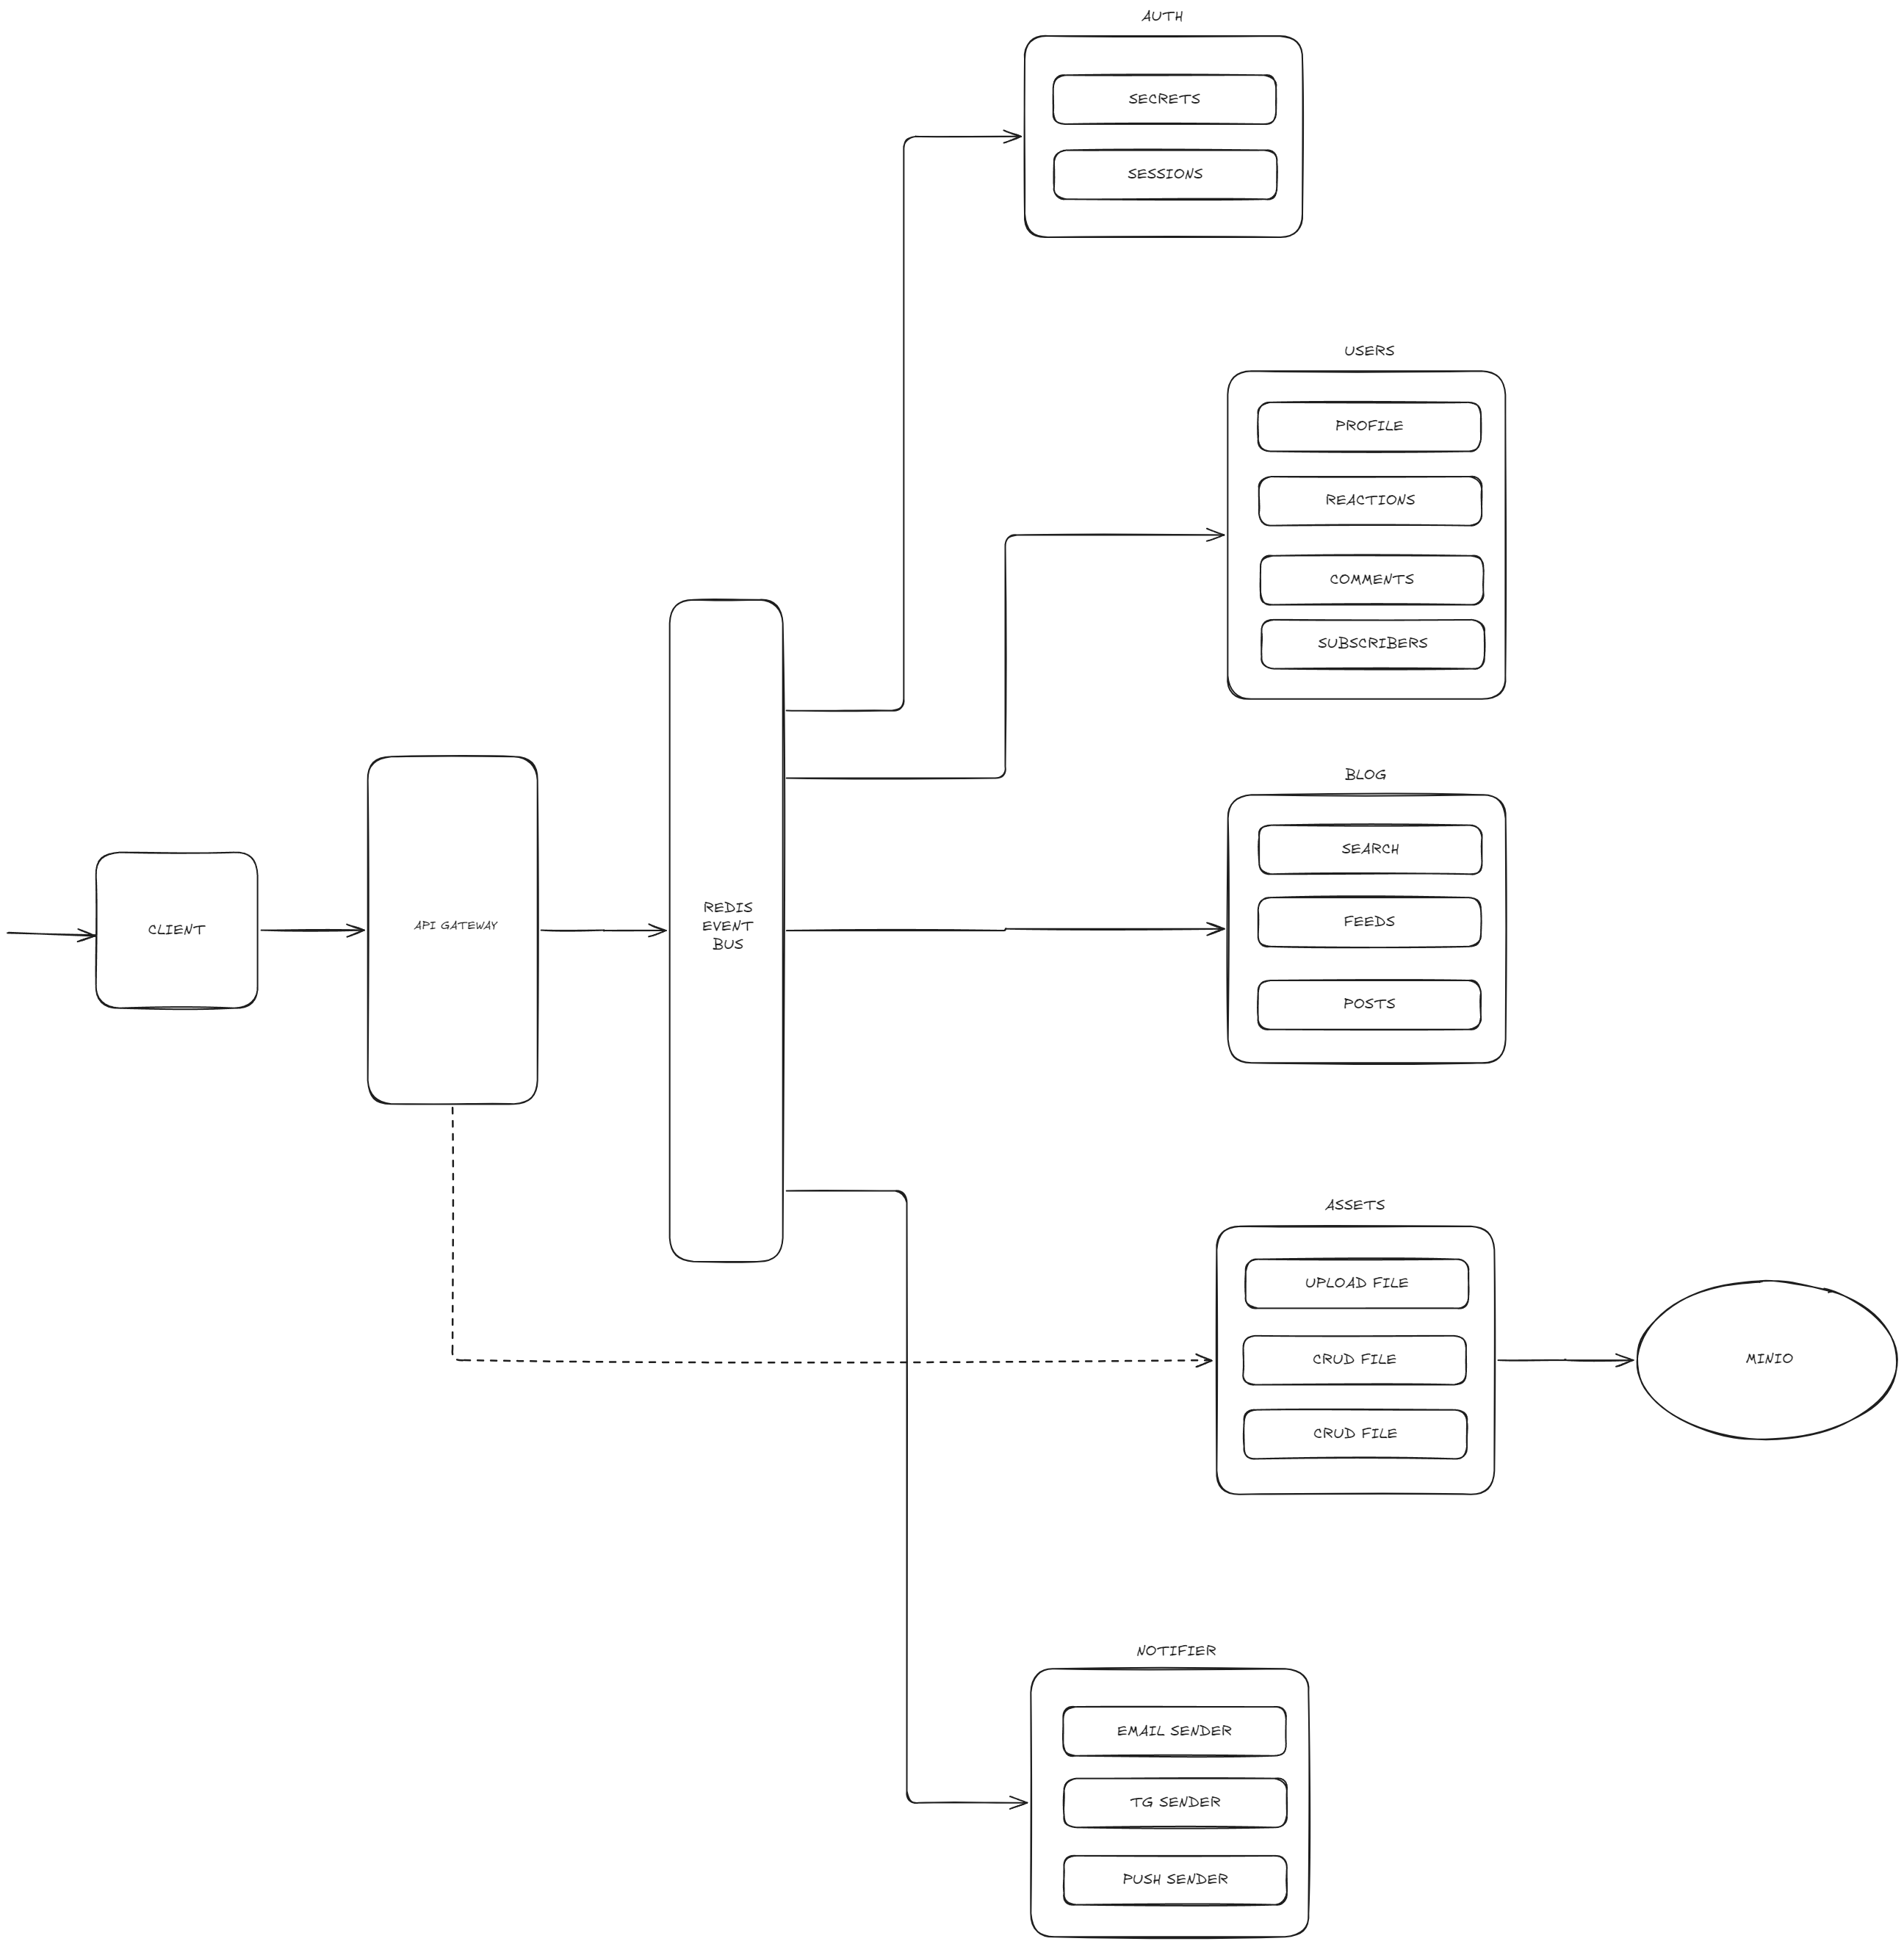 AUTH
SECRETS
SESSIONS
USERS
PROFILE
REACTIONS
COMMENTS
SUBSCRIBERS
BLOG
SEARCH
FEEDS
POSTS
CLIENT
API GATEWAY
REDIS
EVENT
BUS
ASSETS
UPLOAD FILE
CRUD FILE
CRUD FILE
MINIO
NOTIFIER
EMAIL SENDER
TG SENDER
PUSH SENDER